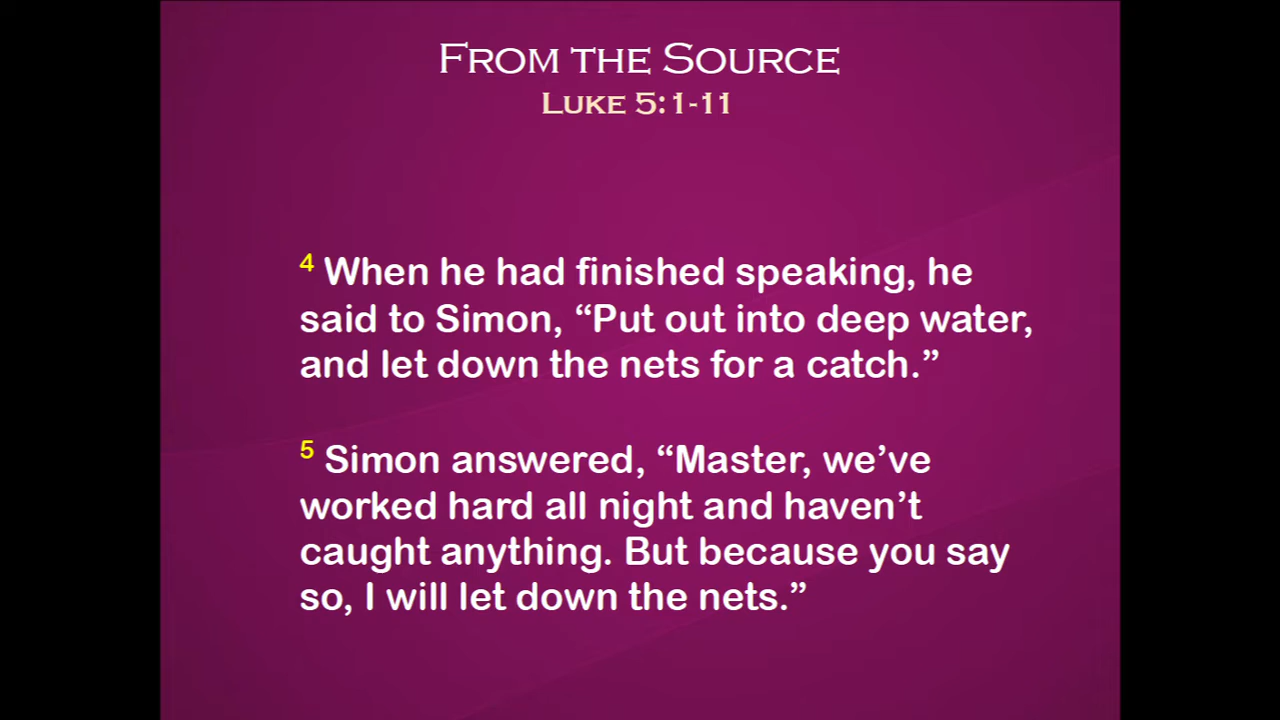 From the Source
Luke 5:1-11
4 When he had finished speaking, he
said to Simon, “Put out into deep water,
and let down the nets for a catch.”
5 Simon answered, “Master, we’ve
worked hard all night and haven’t
caught anything. But because you say
so, I will let down the nets.”